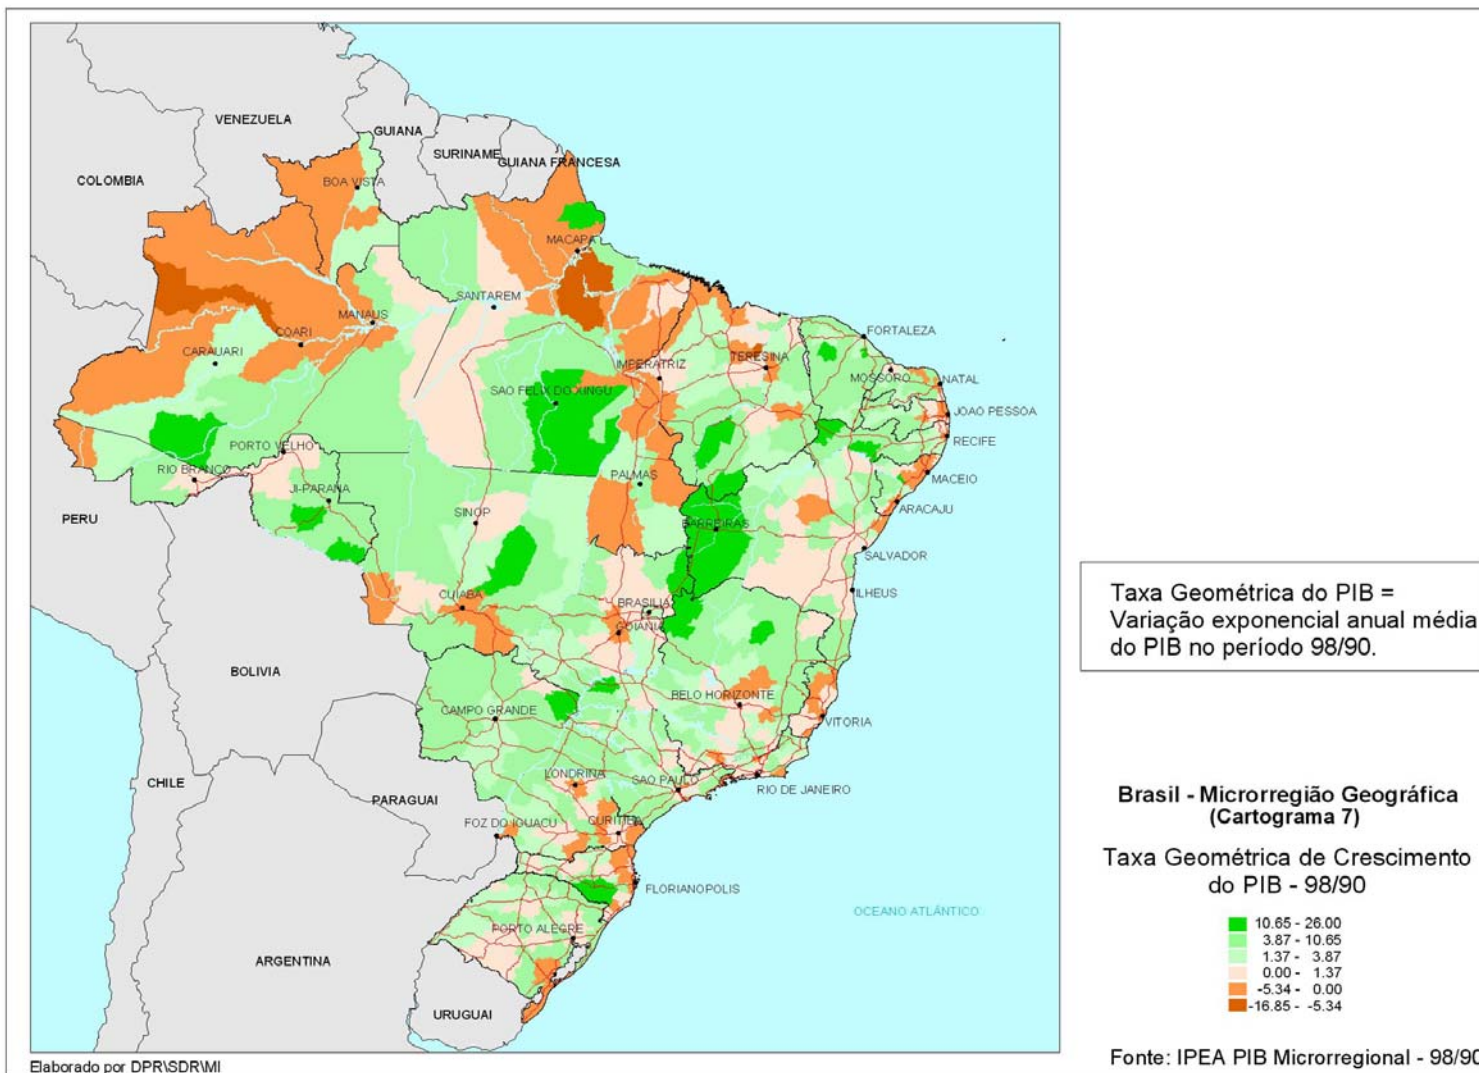 VENEZUELA
GUIANA
SURINAME
GUIANA FRANCESA
COLOMBIA
BOA VISTA
MACAPA
SANTAREM
MANAUS
COARI
CARAUARI
FORTALEZA
IMPERATRIZ
TERESINA
MOSSORO
NATAL
SAO FELIX DO XINGU
JOAO PESSOA
RECIFE
PORTO VELHO
RIO BRANCO
PALMAS
MACEIO
JI-PARANA
ARACAJU
PERU
SINOP
BARREIRAS
SALVADOR
ILHEUS
CUIABA
BRASILIA
GOIANIA
BOLIVIA
BELO HORIZONTE
CAMPO GRANDE
VITORIA
CHILE
LONDRINA
SAO PAULO
RIO DE JANEIRO
PARAGUAI
FOZ DO IGUACU
CURITIBA
FLORIANOPOLIS
OCEANO ATLÂNTICO
PORTO ALEGRE
ARGENTINA
URUGUAI
Elaborado por DPR\SDR\MI
Taxa Geométrica do PIB =
Variação exponencial anual média
do PIB no período 98/90.
Brasil - Microrregião Geográfica
(Cartograma 7)
Taxa Geométrica de Crescimento
do PIB - 98/90
10.65 - 26.00
3.87 - 10.65
1.37 - 3.87
0.00 - 1.37
-5.34 - 0.00
-16.85 - -5.34
Fonte: IPEA PIB Microrregional - 98/90